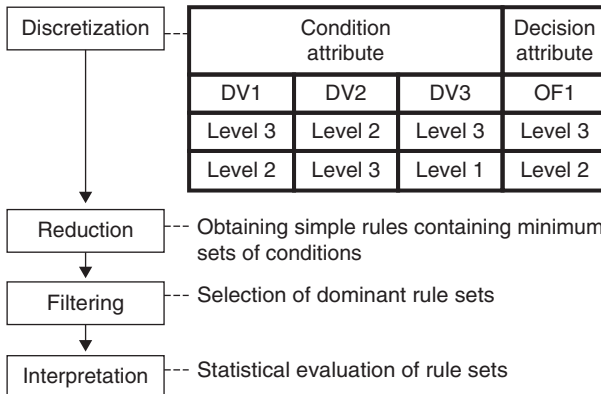 Discretization
Condition
attribute
Decision
attribute
DV1 DV2 DV3 OF1
Level 3 Level 2 Level 3 Level 3
Level 2 Level 3 Level 1 Level 2
Reduction
Obtaining simple rules containing minimum
sets of conditions
Filtering
Selection of dominant rule sets
Interpretation
Statistical evaluation of rule sets